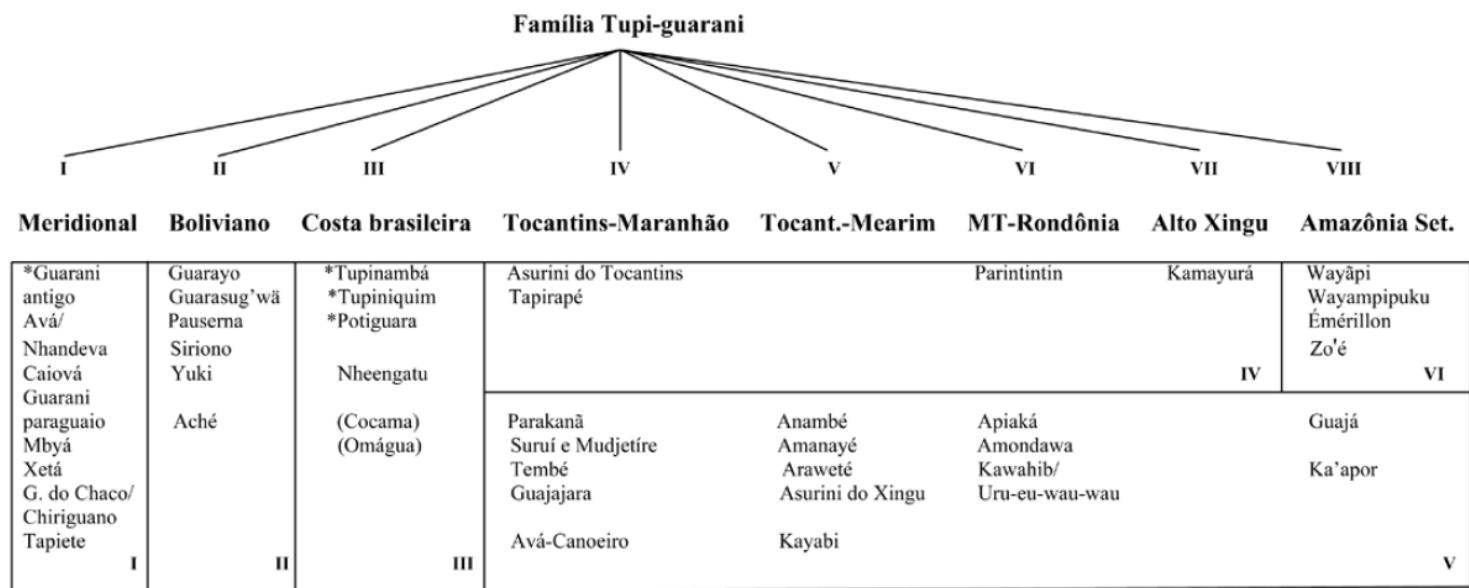 Família Tupi-guarani
I II III IV V VI VII VIII
Meridional Boliviano Costa brasileira Tocantins-Maranhão Tocant.-Mearim MT-Rondônia Alto Xingu Amazônia Set.
*Guarani Guarayo *Tupinambá Asurini do Tocantins Parintintin Kamayurá Wayãpi
antigo Guarasug’wä *Tupiniquim Tapirapé Wayampipuku
Avá/ Pauserna *Potiguara Émérillon
Nhandeva Siriono Zo'é
Caiová Yuki Nheengatu IV VI
Guarani
paraguaio Aché (Cocama) Parakanã Anambé Apiaká Guajá
Mbyá (Omágua) Suruí e Mudjetíre Amanayé Amondawa
Xetá Tembé Araweté Kawahib/ Ka’apor
G. do Chaco/ Guajajara Asurini do Xingu Uru-eu-wau-wau
Chiriguano
Tapiete Avá-Canoeiro Kayabi
I II III V